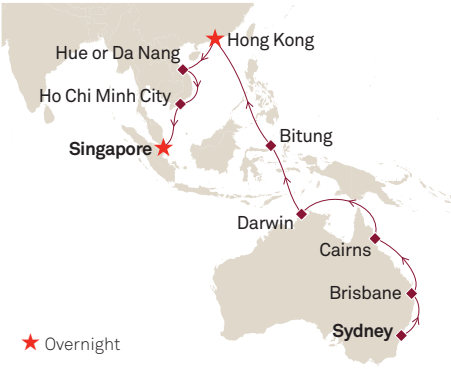 Hong Kong
Hue or Da Nang
Ho Chi Minh City
Singapore
Bitung
Darwin
Cairns
Brisbane
Sydney
Overnight